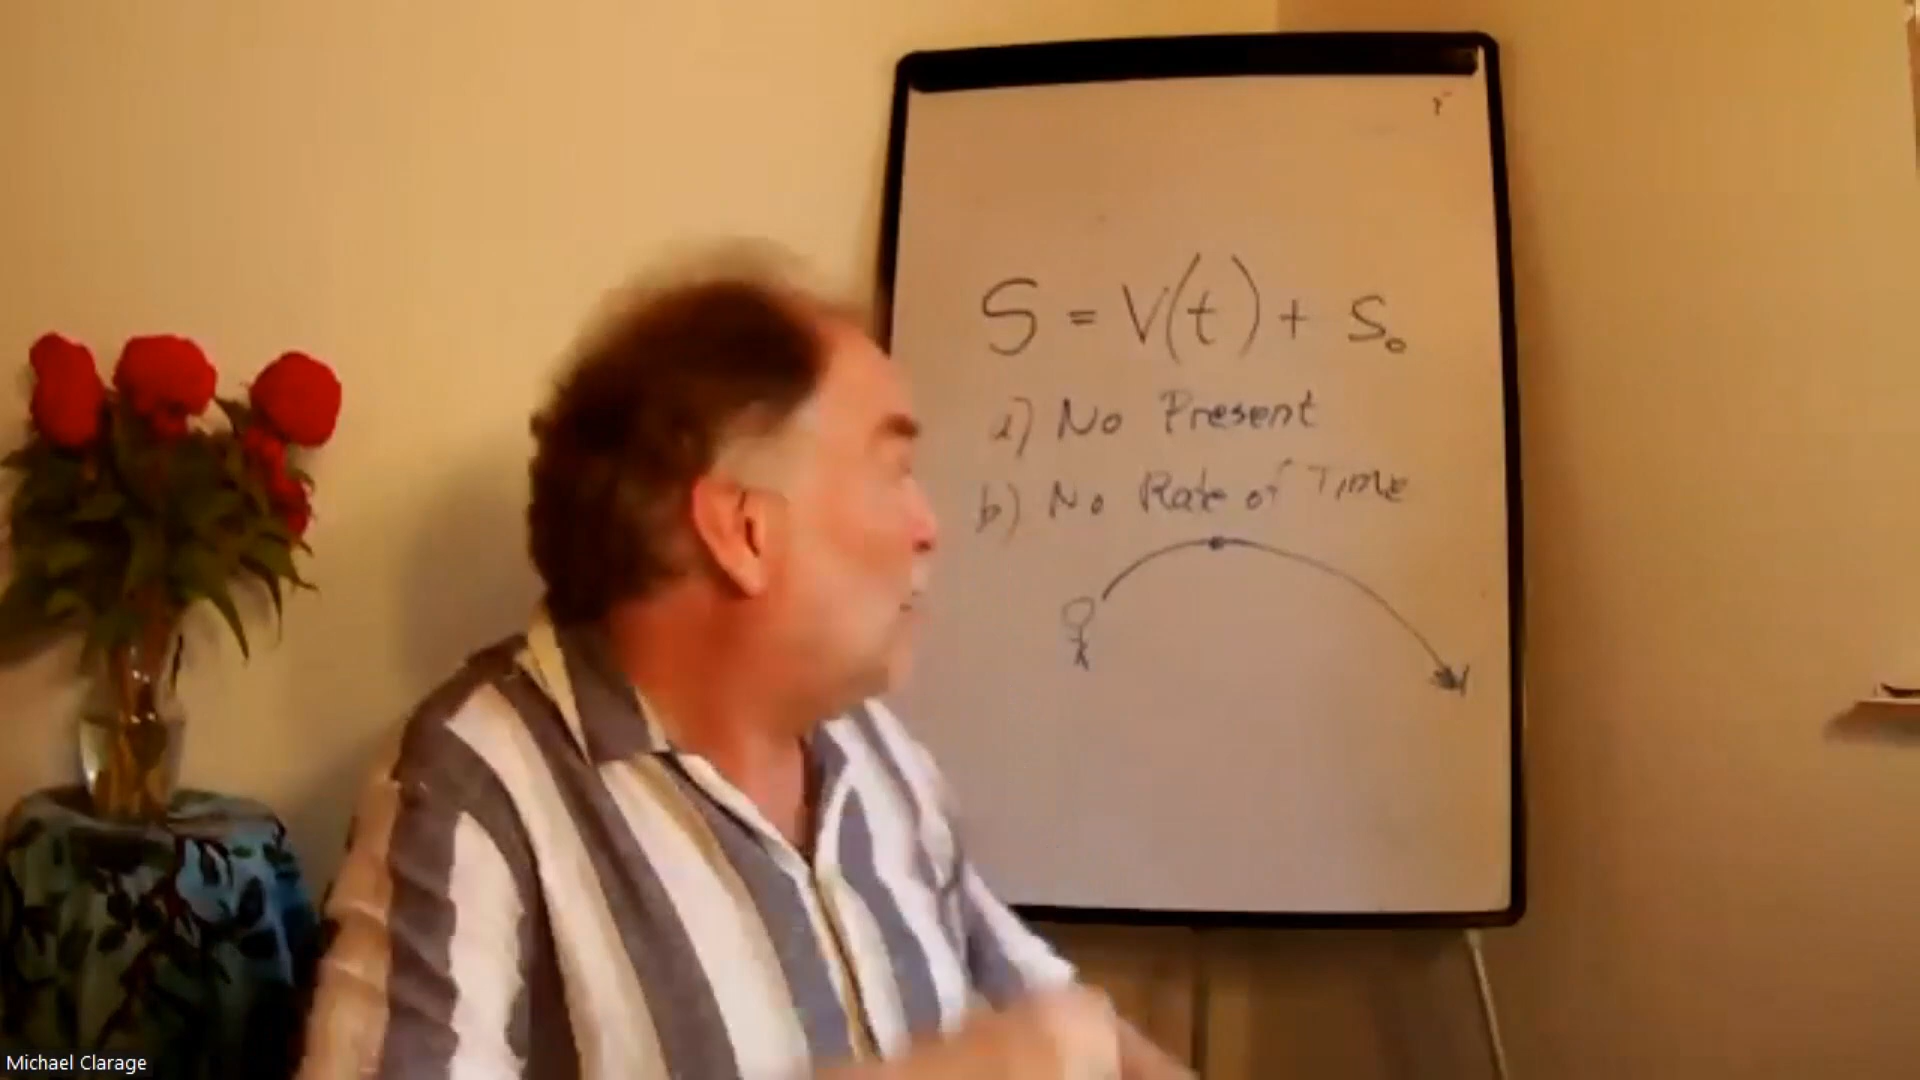 S = V(t) + S₀
a) No Present
b) No Rate of Time
Michael Clarage